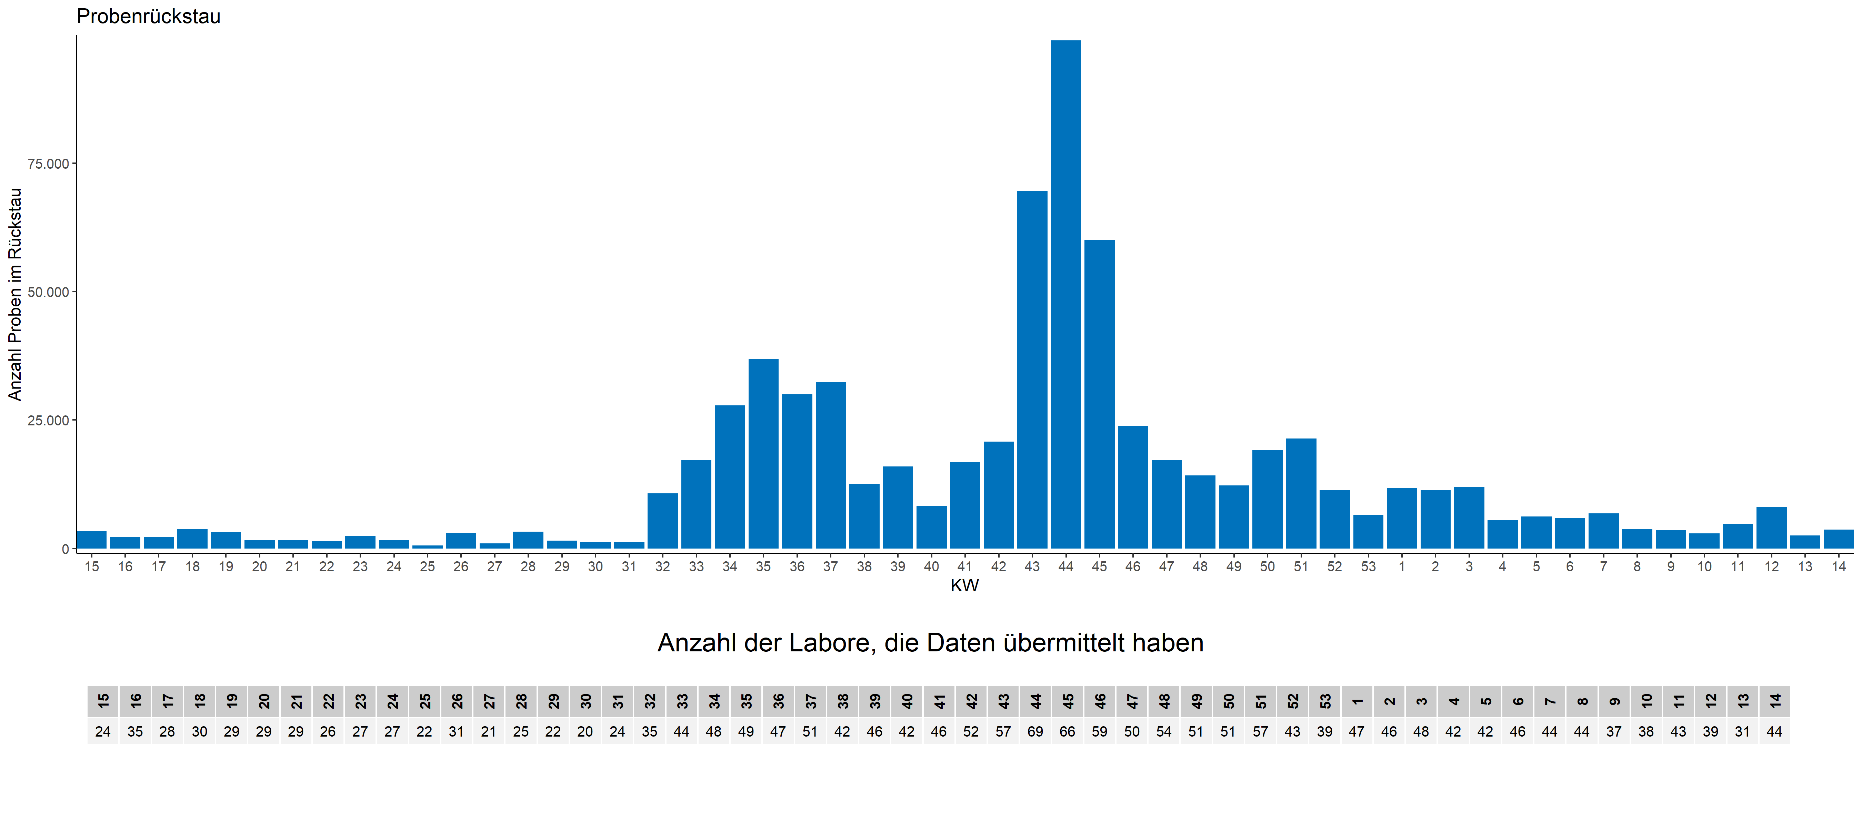 Probenrückstau
Anzahl Proben im Rückstau
75.000
50.000
25.000
0
15 16 17 18 19 20 21 22 23 24 25 26 27 28 29 30 31 32 33 34 35 36 37 38 39 40 41 42 43 44 45 46 47 48 49 50 51 52 53 1 2 3 4 5 6 7 8 9 10 11 12 13 14
KW
Anzahl der Labore, die Daten übermittelt haben
15 16 17 18 19 20 21 22 23 24 25 26 27 28 29 30 31 32 33 34 35 36 37 38 39 40 41 42 43 44 45 46 47 48 49 50 51 52 53 1 2 3 4 5 6 7 8 9 10 11 12 13 14
24 35 28 30 29 29 29 26 27 27 22 31 21 25 22 20 24 35 44 48 49 47 51 42 46 42 46 52 57 69 66 59 50 54 51 51 57 43 39 47 46 48 42 42 46 44 44 37 38 43 39 31 44